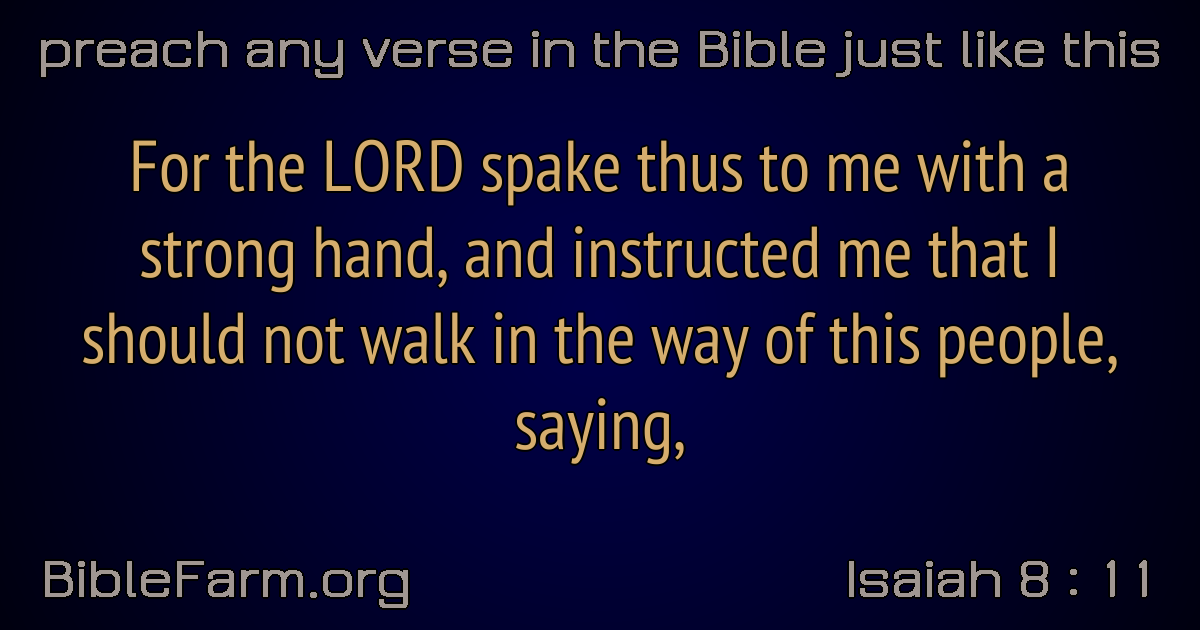 preach any verse in the Bible just like this
For the LORD spake thus to me with a
strong hand, and instructed me that I
should not walk in the way of this people,
saying,
BibleFarm.org
Isaiah 8 : 11